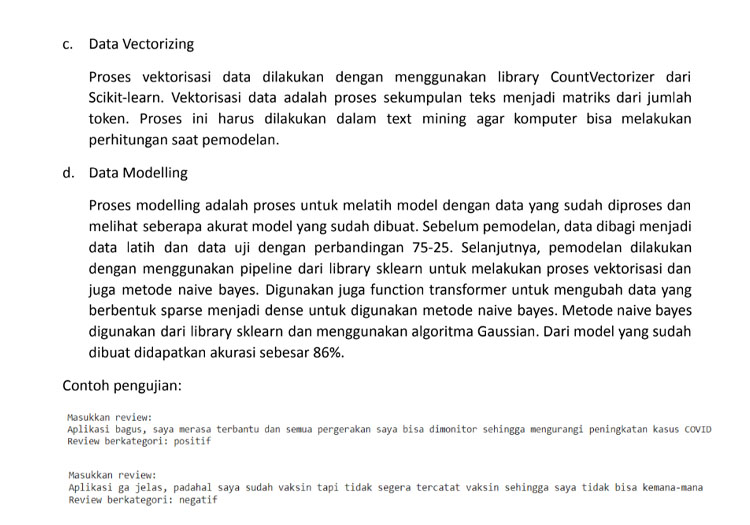 c. Data Vectorizing
Proses vektorisasi data dilakukan dengan menggunakan library CountVectorizer dari
Scikit-learn. Vektorisasi data adalah proses sekumpulan teks menjadi matriks dari jumlah
token. Proses ini harus dilakukan dalam text mining agar komputer bisa melakukan
perhitungan saat pemodelan.
d. Data Modelling
Proses modelling adalah proses untuk melatih model dengan data yang sudah diproses dan
melihat seberapa akurat model yang sudah dibuat. Sebelum pemodelan, data dibagi menjadi
data latih dan data uji dengan perbandingan 75-25. Selanjutnya, pemodelan dilakukan
dengan menggunakan pipeline dari library sklearn untuk melakukan proses vektorisasi dan
juga metode naive bayes. Digunakan juga function transformer untuk mengubah data yang
berbentuk sparse menjadi dense untuk digunakan metode naive bayes. Metode naive bayes
digunakan dari library sklearn dan menggunakan algoritma Gaussian. Dari model yang sudah
dibuat didapatkan akurasi sebesar 86%.
Contoh pengujian:
Masukkan review:
Aplikasi bagus, saya merasa terbantu dan semua pergerakan saya bisa dimonitor sehingga mengurangi peningkatan kasus COVID
Review berkategori: positif
Masukkan review:
Aplikasi ga jelas, padahal saya sudah vaksin tapi tidak segera tercatat vaksin sehingga saya tidak bisa kemana-mana
Review berkategori: negatif